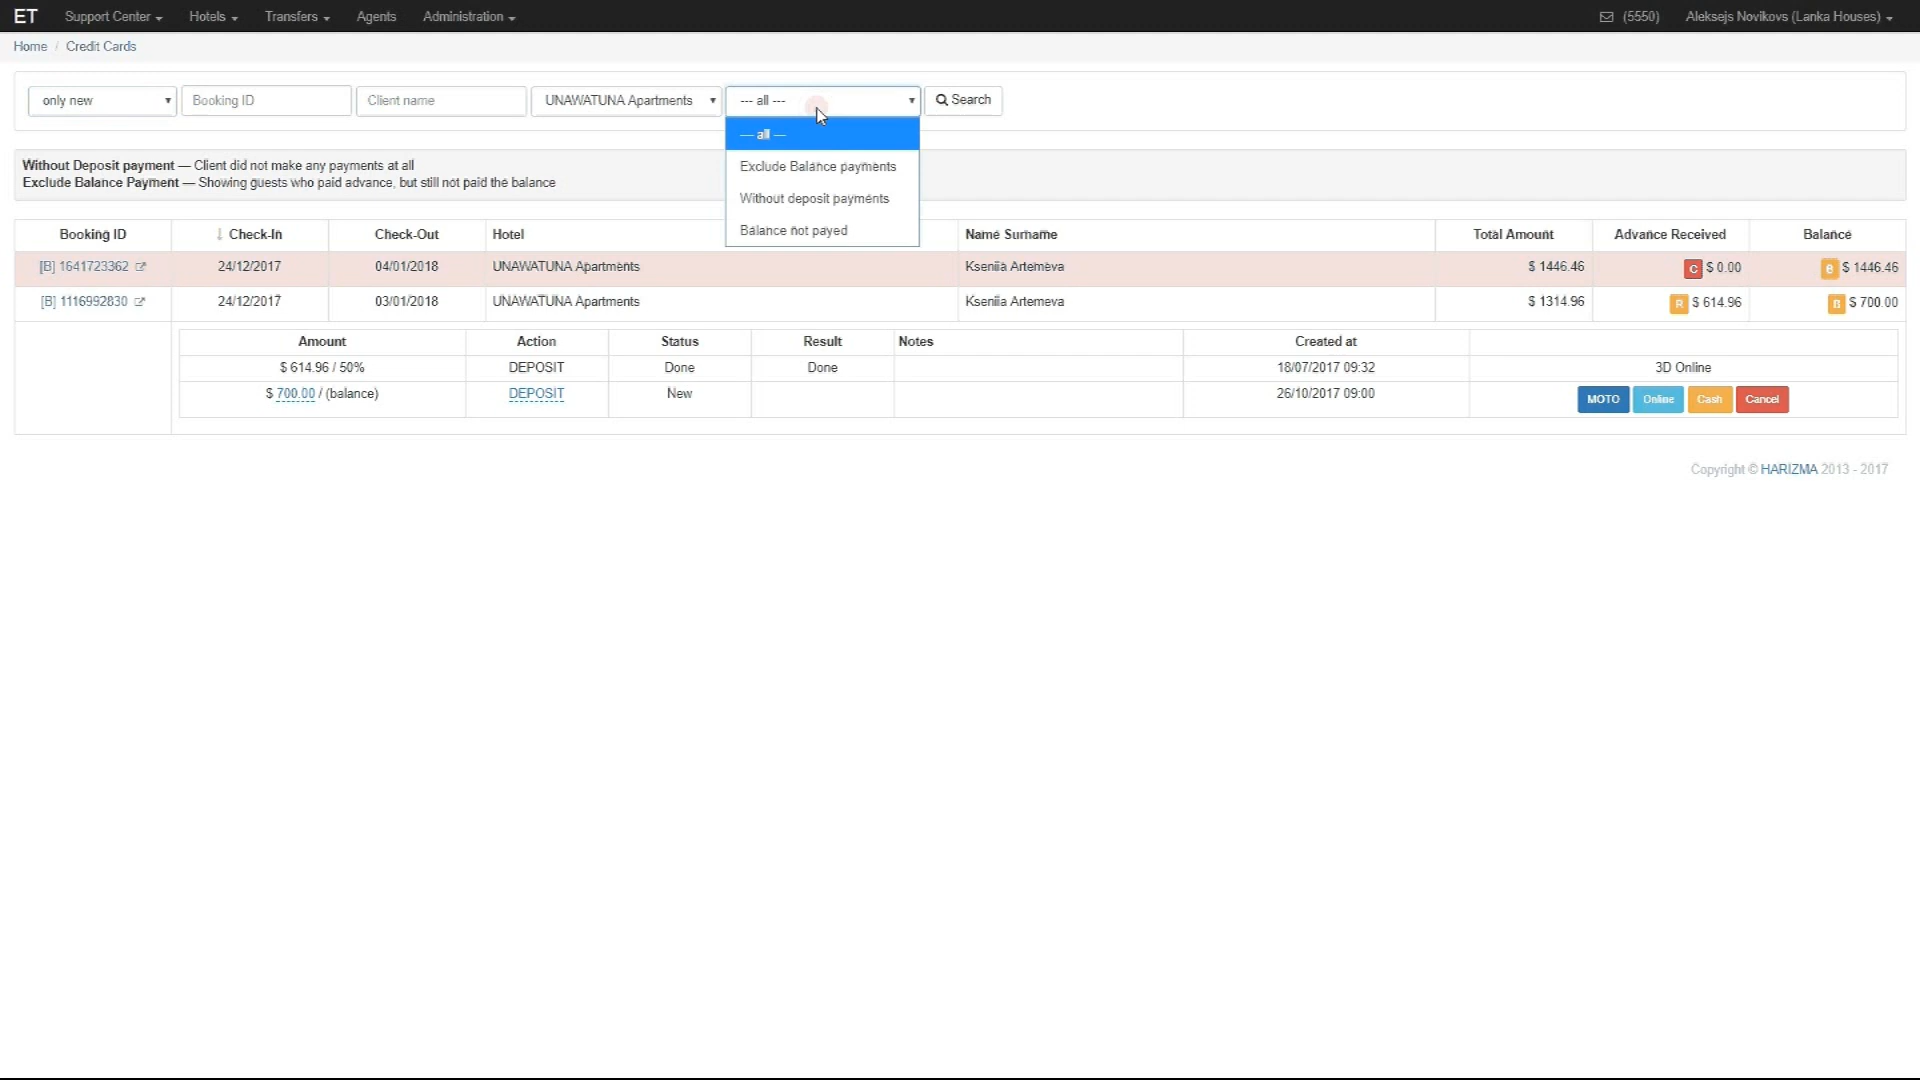 ET Support Center Hotels Transfers Agents Administration (5550) Aleksejs Novikovs (Lanka Houses)
Home / Credit Cards
only new Booking ID Client name UNAWATUNA Apartments --- all --- Search
--- all ---
Exclude Balance payments
Without deposit payments
Balance not payed
Without Deposit payment — Client did not make any payments at all
Exclude Balance Payment — Showing guests who paid advance, but still not paid the balance
Booking ID Check-In Check-Out Hotel Name Surname Total Amount Advance Received Balance
[B] 1641723362 24/12/2017 04/01/2018 UNAWATUNA Apartments Kseniia Artemeva $ 1446.46 C $ 0.00 B $ 1446.46
[B] 1116992830 24/12/2017 03/01/2018 UNAWATUNA Apartments Kseniia Artemeva $ 1314.96 R $ 614.96 B $ 700.00
Amount Action Status Result Notes Created at
$ 614.96 / 50% DEPOSIT Done Done 18/07/2017 09:32 3D Online
$ 700.00 / (balance) DEPOSIT New 26/10/2017 09:00 MOTO Online Cash Cancel
Copyright © HARIZMA 2013 - 2017